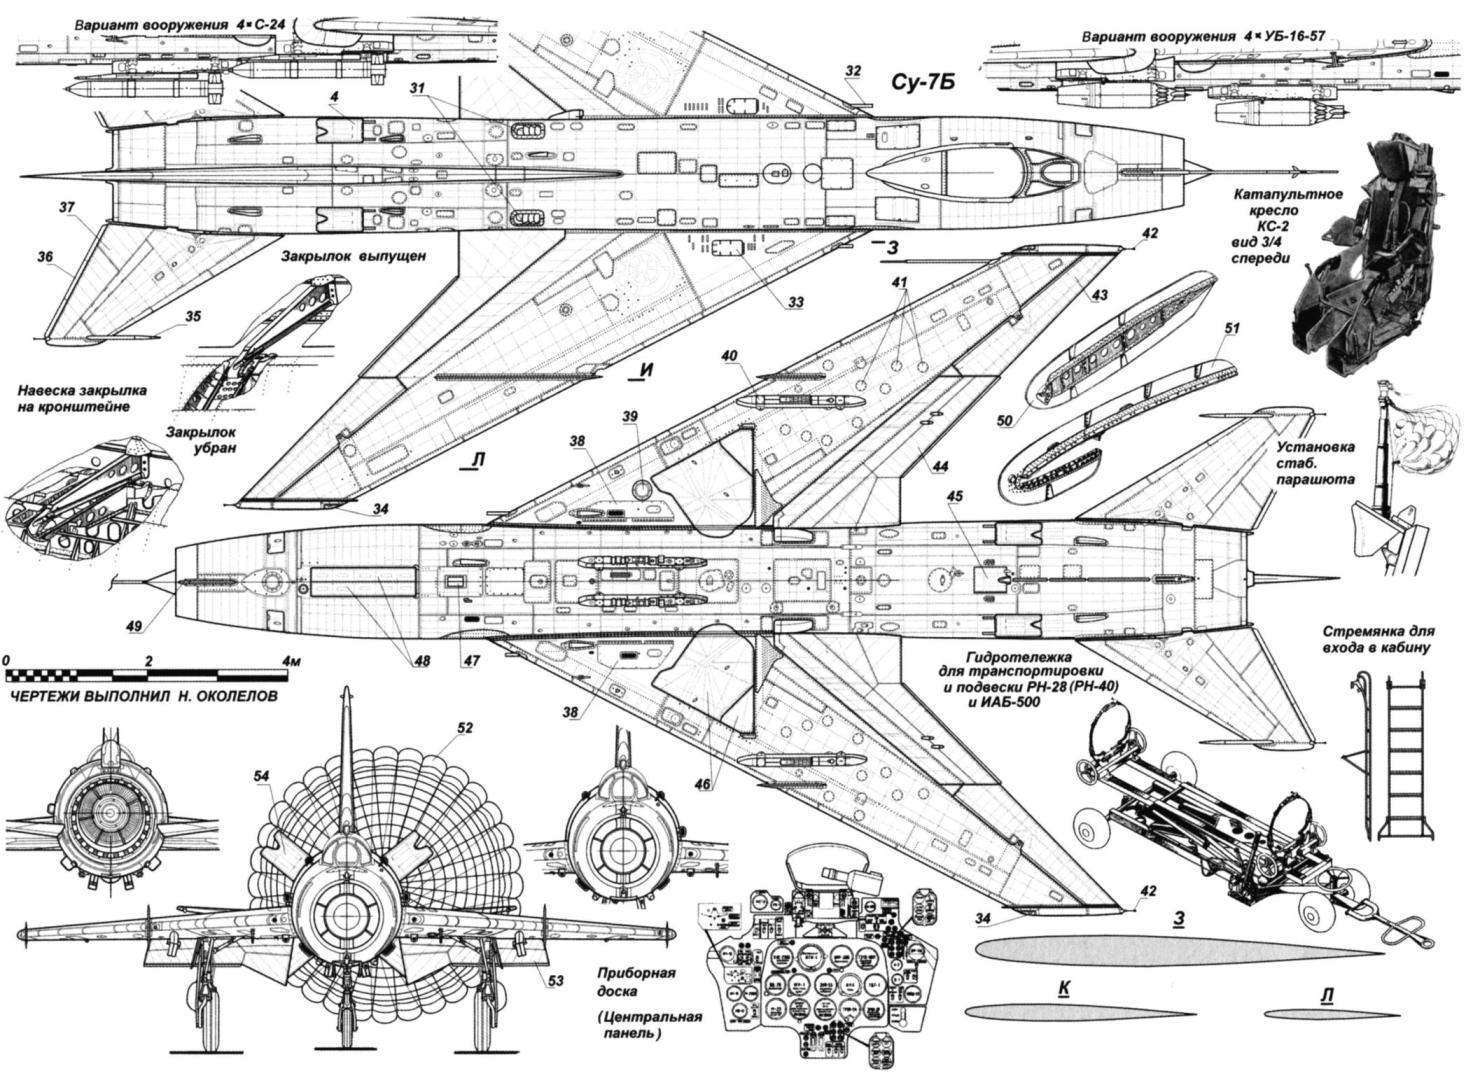 Вариант вооружения 4×С-24
Су-7Б
Вариант вооружения 4×УБ-16-57
4
31
32
Катапультное
кресло
КС-2
вид 3/4
спереди
37
36
35
Закрылок выпущен
33
З
42
43
41
40
51
50
Навеска закрылка
на кронштейне
Закрылок
убран
И
Л
34
39
38
44
45
Установка
стаб.
парашюта
49
48
47
38
46
Гидротележка
для транспортировки
и подвески РН-28 (РН-40)
и ИАБ-500
Стремянка для
входа в кабину
0 2 4м
ЧЕРТЕЖИ ВЫПОЛНИЛ Н. ОКОЛЕЛОВ
52
54
53
Приборная
доска
(Центральная
панель)
34
42
З
К
Л